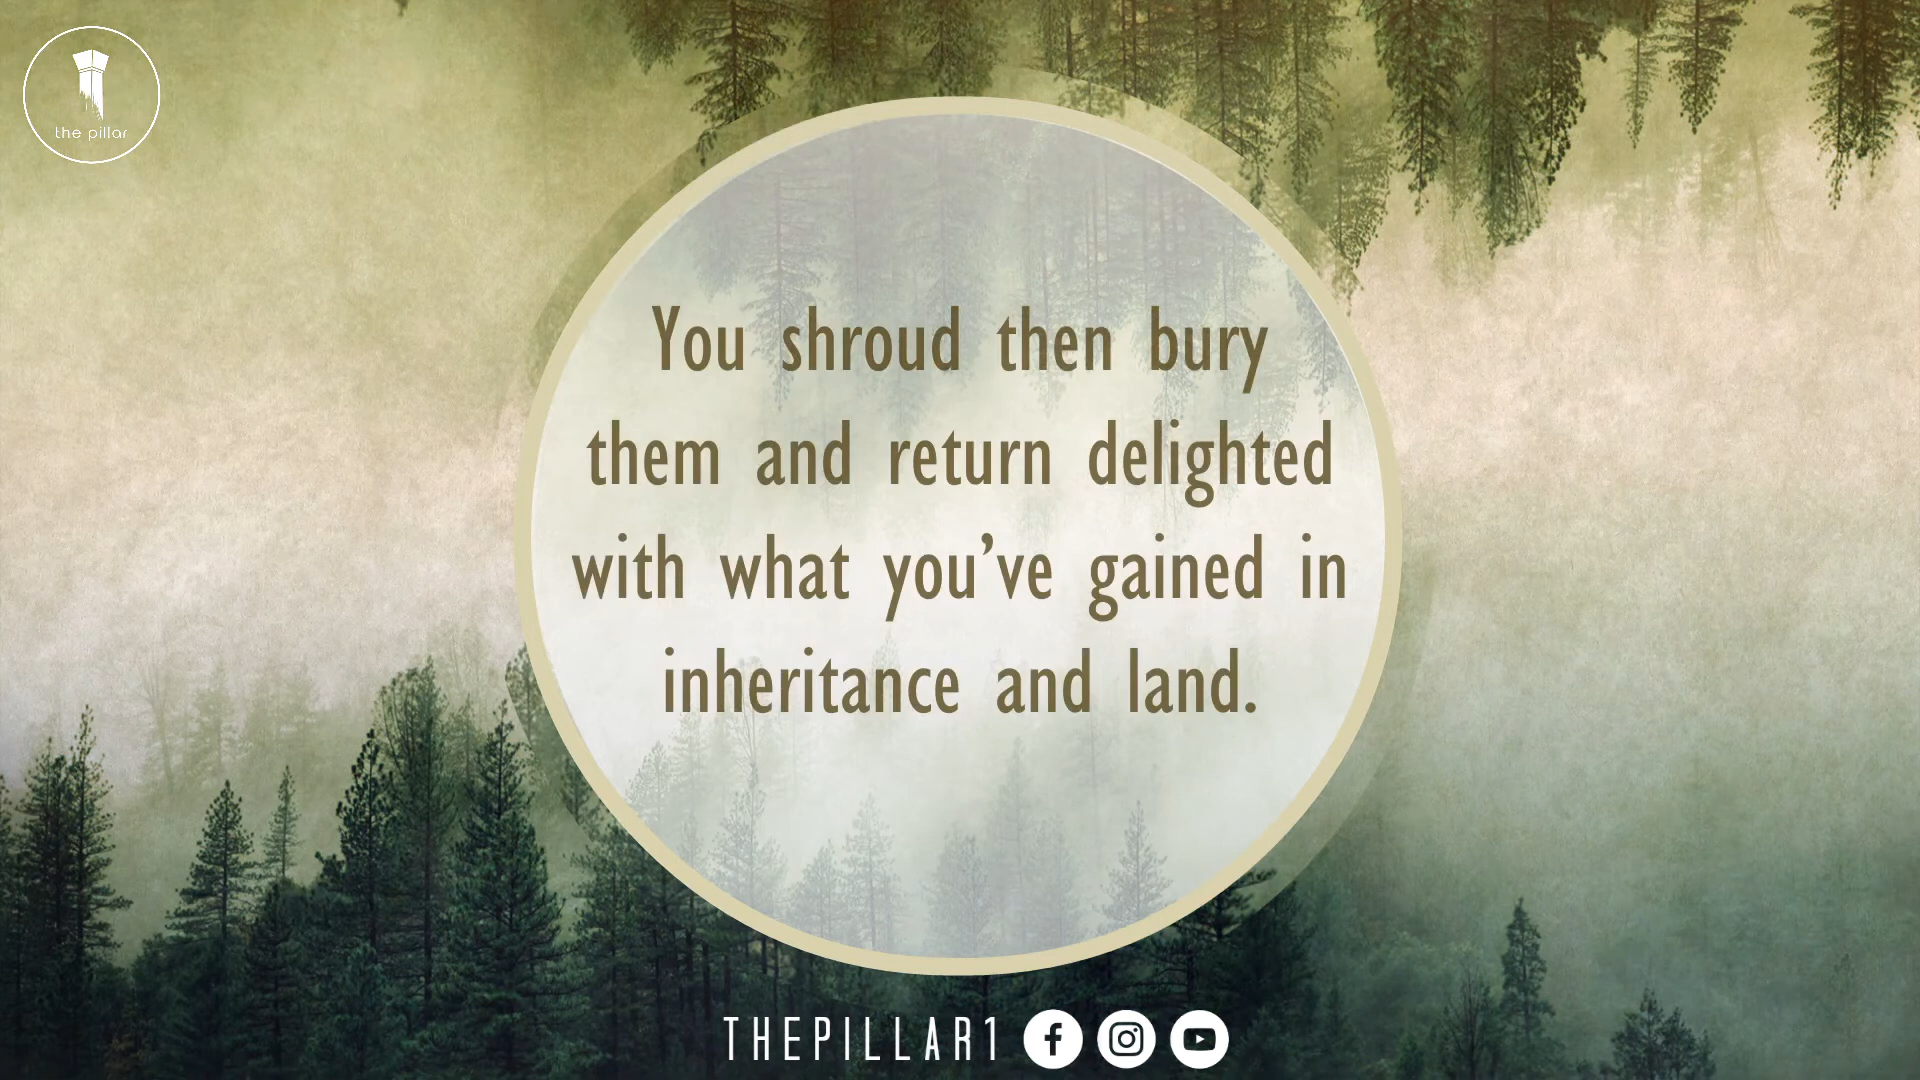 the pillar
You shroud then bury
them and return delighted
with what you’ve gained in
inheritance and land.
THEPILLAR1